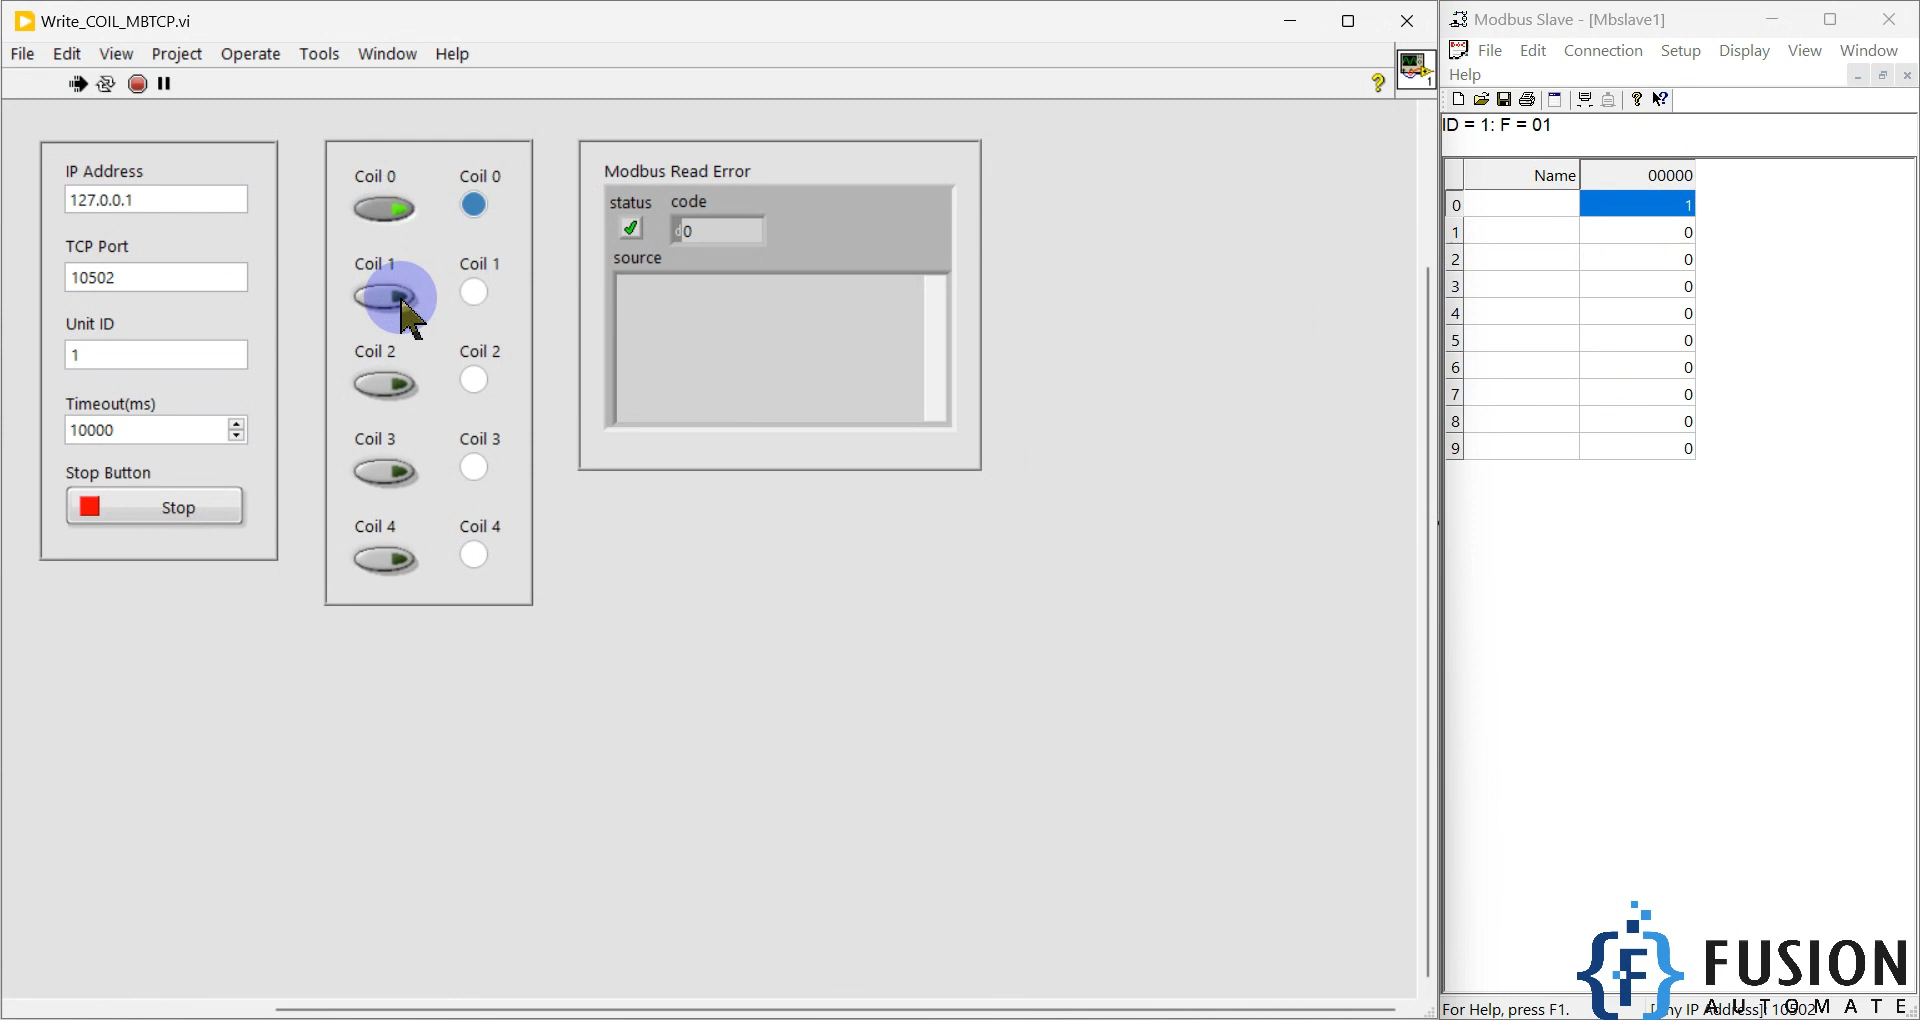 Write_COIL_MBTCP.vi
File Edit View Project Operate Tools Window Help
1
IP Address
127.0.0.1
TCP Port
10502
Unit ID
1
Timeout(ms)
10000
Stop Button
Stop
Coil 0 Coil 0
Coil 1 Coil 1
Coil 2 Coil 2
Coil 3 Coil 3
Coil 4 Coil 4
Modbus Read Error
status code
d0
source
Modbus Slave - [Mbslave1]
File Edit Connection Setup Display View Window
Help
ID = 1: F = 01
Name 00000
0 1
1 0
2 0
3 0
4 0
5 0
6 0
7 0
8 0
9 0
FUSION
AUTOMATE
For Help, press F1. Address]: 10502